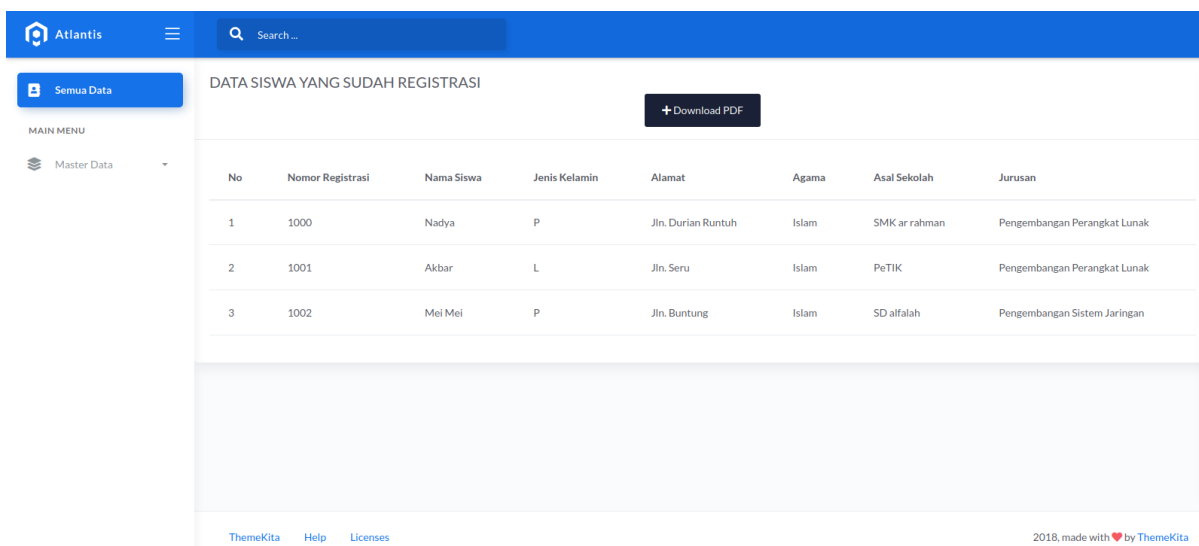 Atlantis
Search ...
Semua Data
MAIN MENU
Master Data
DATA SISWA YANG SUDAH REGISTRASI
+ Download PDF
No Nomor Registrasi Nama Siswa Jenis Kelamin Alamat Agama Asal Sekolah Jurusan
1 1000 Nadya P Jln. Durian Runtuh Islam SMK ar rahman Pengembangan Perangkat Lunak
2 1001 Akbar L Jln. Seru Islam PeTIK Pengembangan Perangkat Lunak
3 1002 Mei Mei P Jln. Buntung Islam SD alfalah Pengembangan Sistem Jaringan
ThemeKita Help Licenses
2018, made with ❤ by ThemeKita